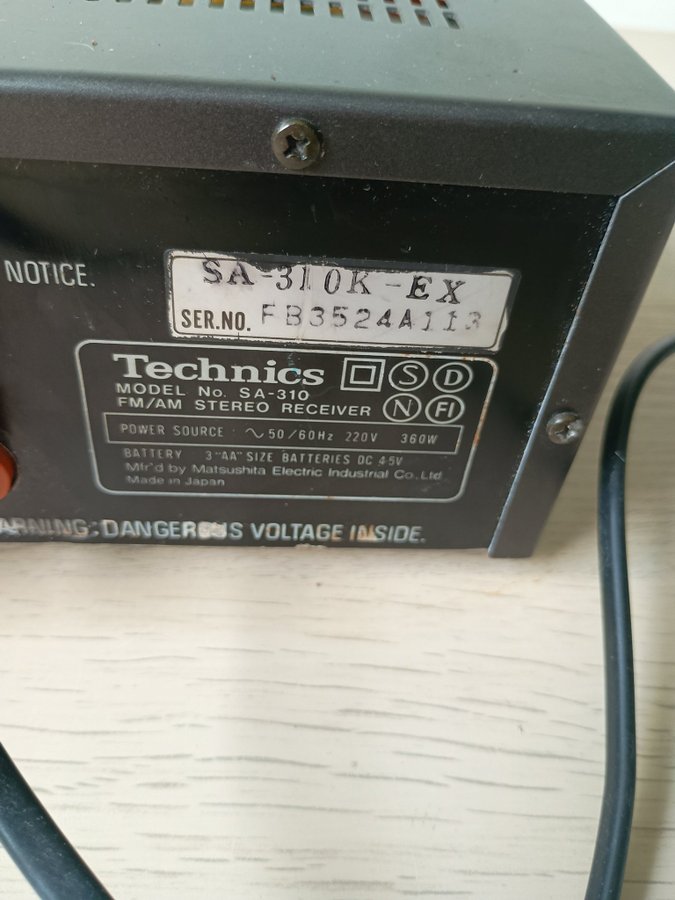 NOTICE.
SA-310K-EX
SER.NO. FB3524A113
Technics
MODEL No. SA-310 S D
FM/AM STEREO RECEIVER N FI
POWER SOURCE ∿50/60Hz 220V 360W
BATTERY 3"AA" SIZE BATTERIES DC 4.5V
Mfr'd by Matsushita Electric Industrial Co. Ltd.
Made in Japan
WARNING: DANGEROUS VOLTAGE INSIDE.